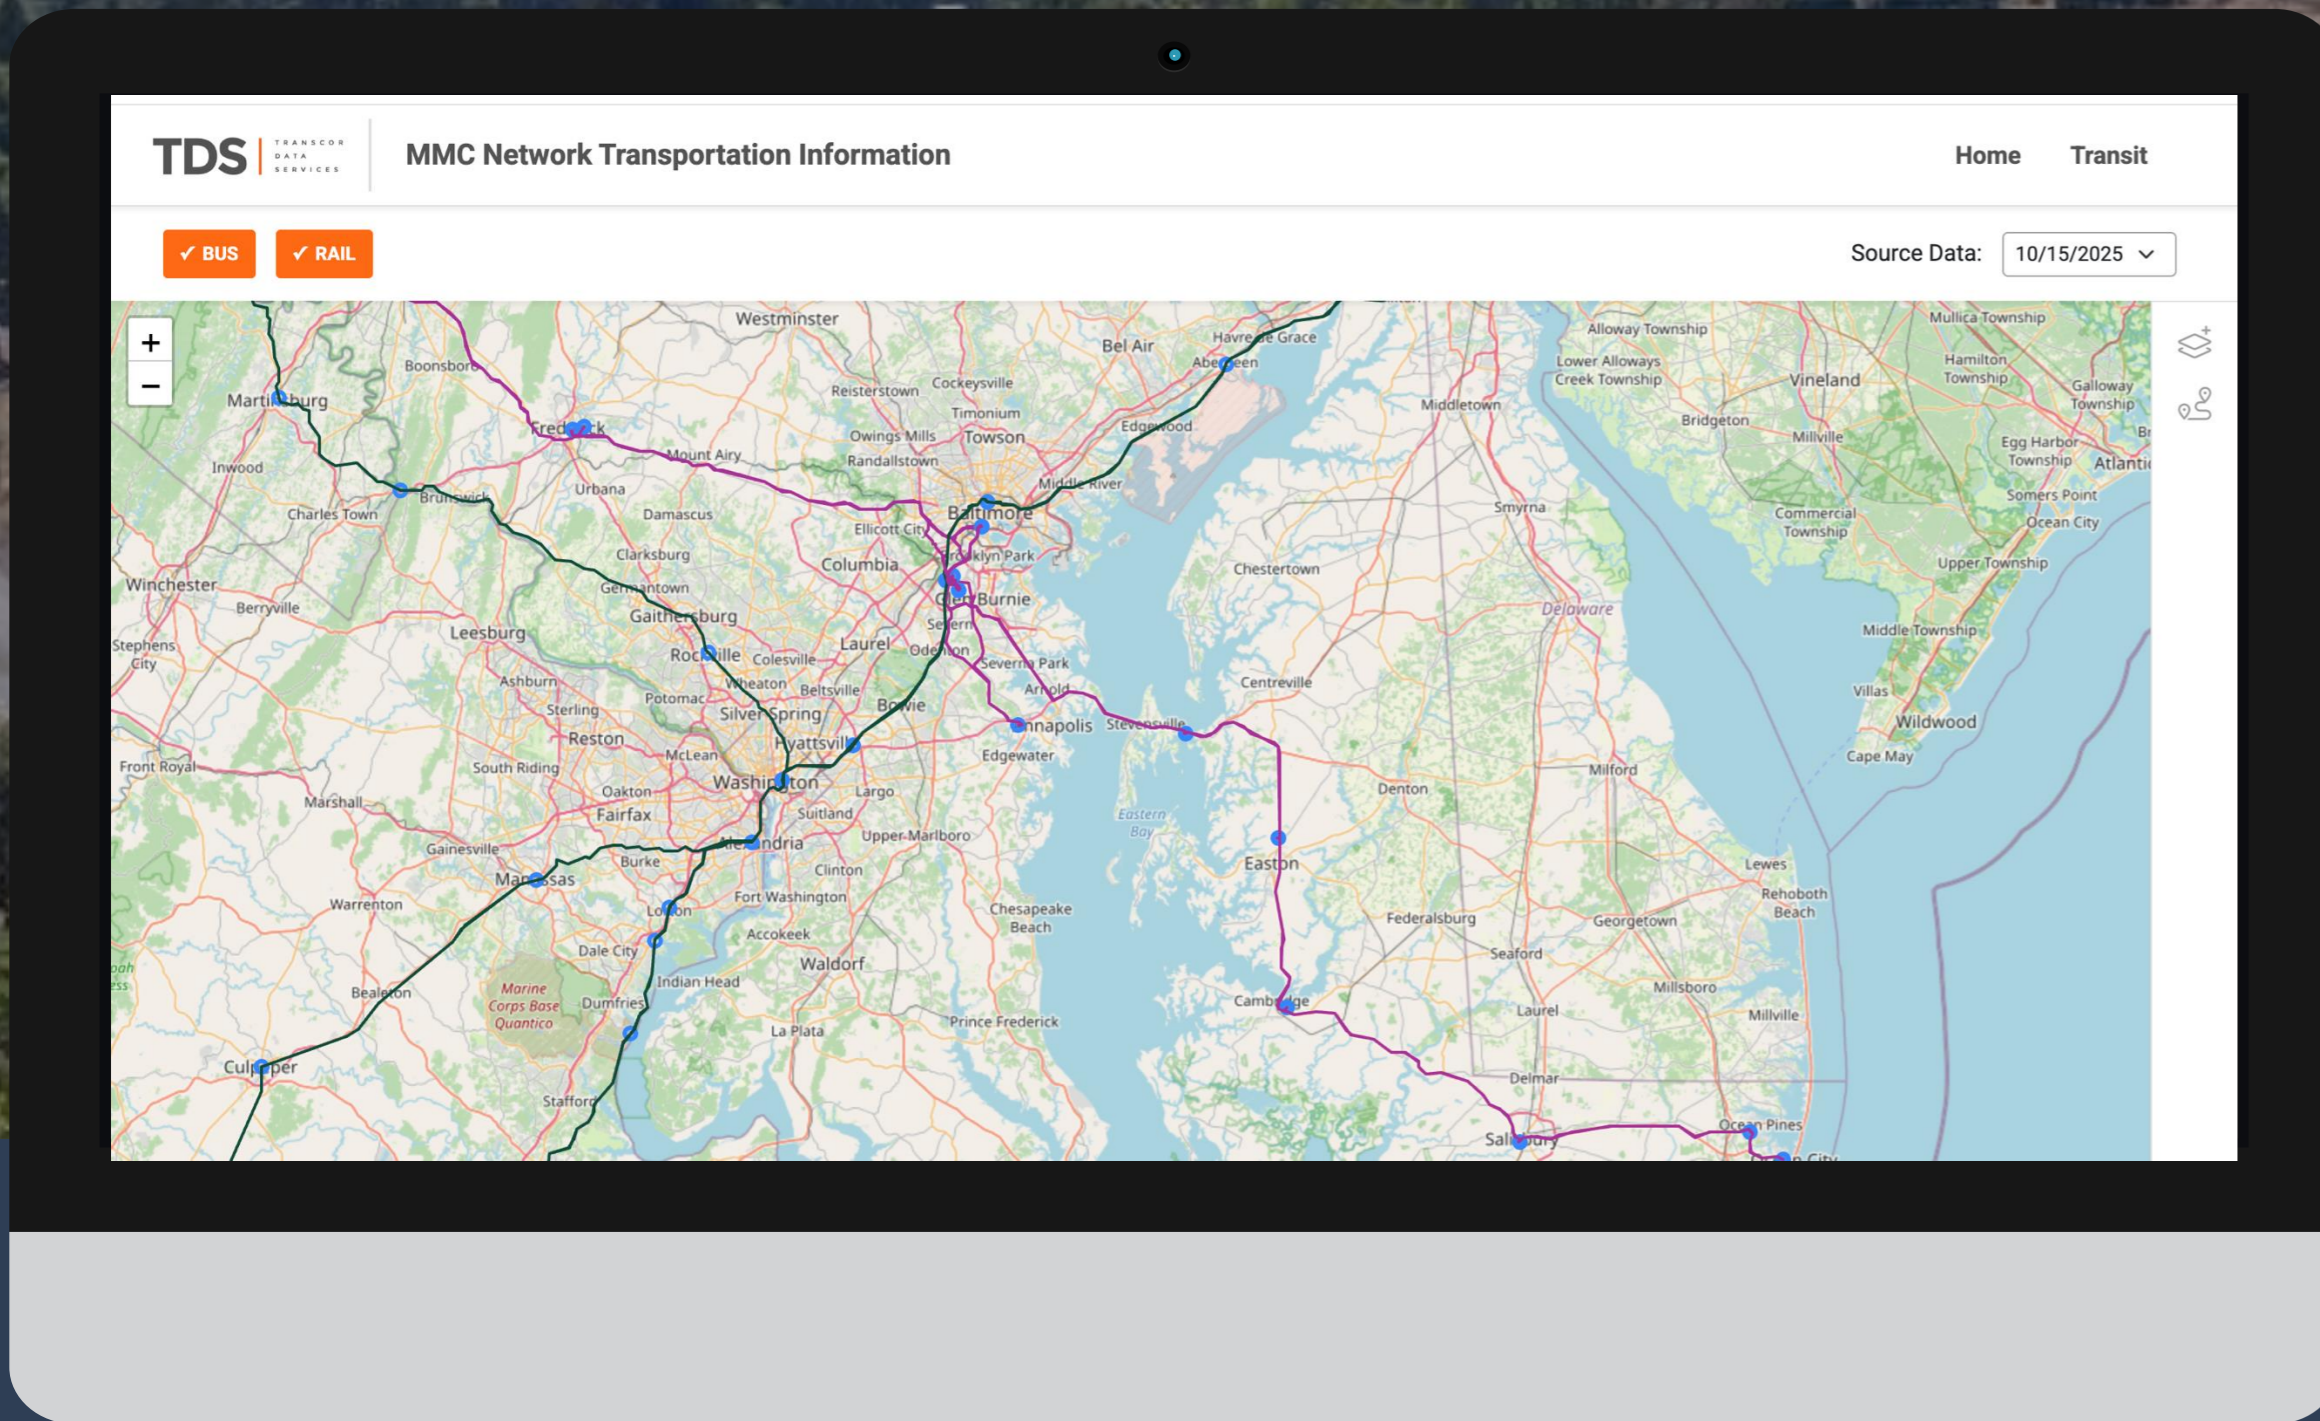 TDS
TRANSCOR
DATA
SERVICES
MMC Network Transportation Information
Home
Transit
✓ BUS
✓ RAIL
Source Data:
10/15/2025
+
−
Westminster
Bel Air
Havre de Grace
Aberdeen
Alloway Township
Lower Alloways
Creek Township
Mullica Township
Hamilton
Township
Galloway
Township
Vineland
Boonsboro
Martinsburg
Reisterstown
Cockeysville
Timonium
Middletown
Bridgeton
Millville
Frederick
Owings Mills
Towson
Edgewood
Egg Harbor
Township
Atlantic
Mount Airy
Randallstown
Inwood
Urbana
Middle River
Brunswick
Somers Point
Charles Town
Damascus
Baltimore
Smyrna
Commercial
Township
Ocean City
Ellicott City
Clarksburg
Brooklyn Park
Columbia
Chestertown
Upper Township
Winchester
Germantown
Berryville
Gaithersburg
Glen Burnie
Delaware
Leesburg
Severn
Middle Township
Stephens
City
Rockville
Colesville
Laurel
Odenton
Severna Park
Ashburn
Wheaton
Beltsville
Arnold
Centreville
Sterling
Potomac
Silver Spring
Bowie
Villas
Wildwood
Reston
McLean
Hyattsville
Annapolis
Stevensville
Edgewater
Cape May
Front Royal
South Riding
Washington
Milford
Marshall
Oakton
Largo
Denton
Fairfax
Suitland
Eastern
Bay
Gainesville
Burke
Alexandria
Upper Marlboro
Easton
Lewes
Manassas
Clinton
Rehoboth
Beach
Warrenton
Lorton
Fort Washington
Chesapeake
Beach
Federalsburg
Georgetown
Dale City
Accokeek
Seaford
Waldorf
Bealeton
Marine
Corps Base
Quantico
Indian Head
Dumfries
Millsboro
Cambridge
Laurel
Millville
La Plata
Prince Frederick
Culpeper
Delmar
Stafford
Ocean Pines
Salisbury
Ocean City